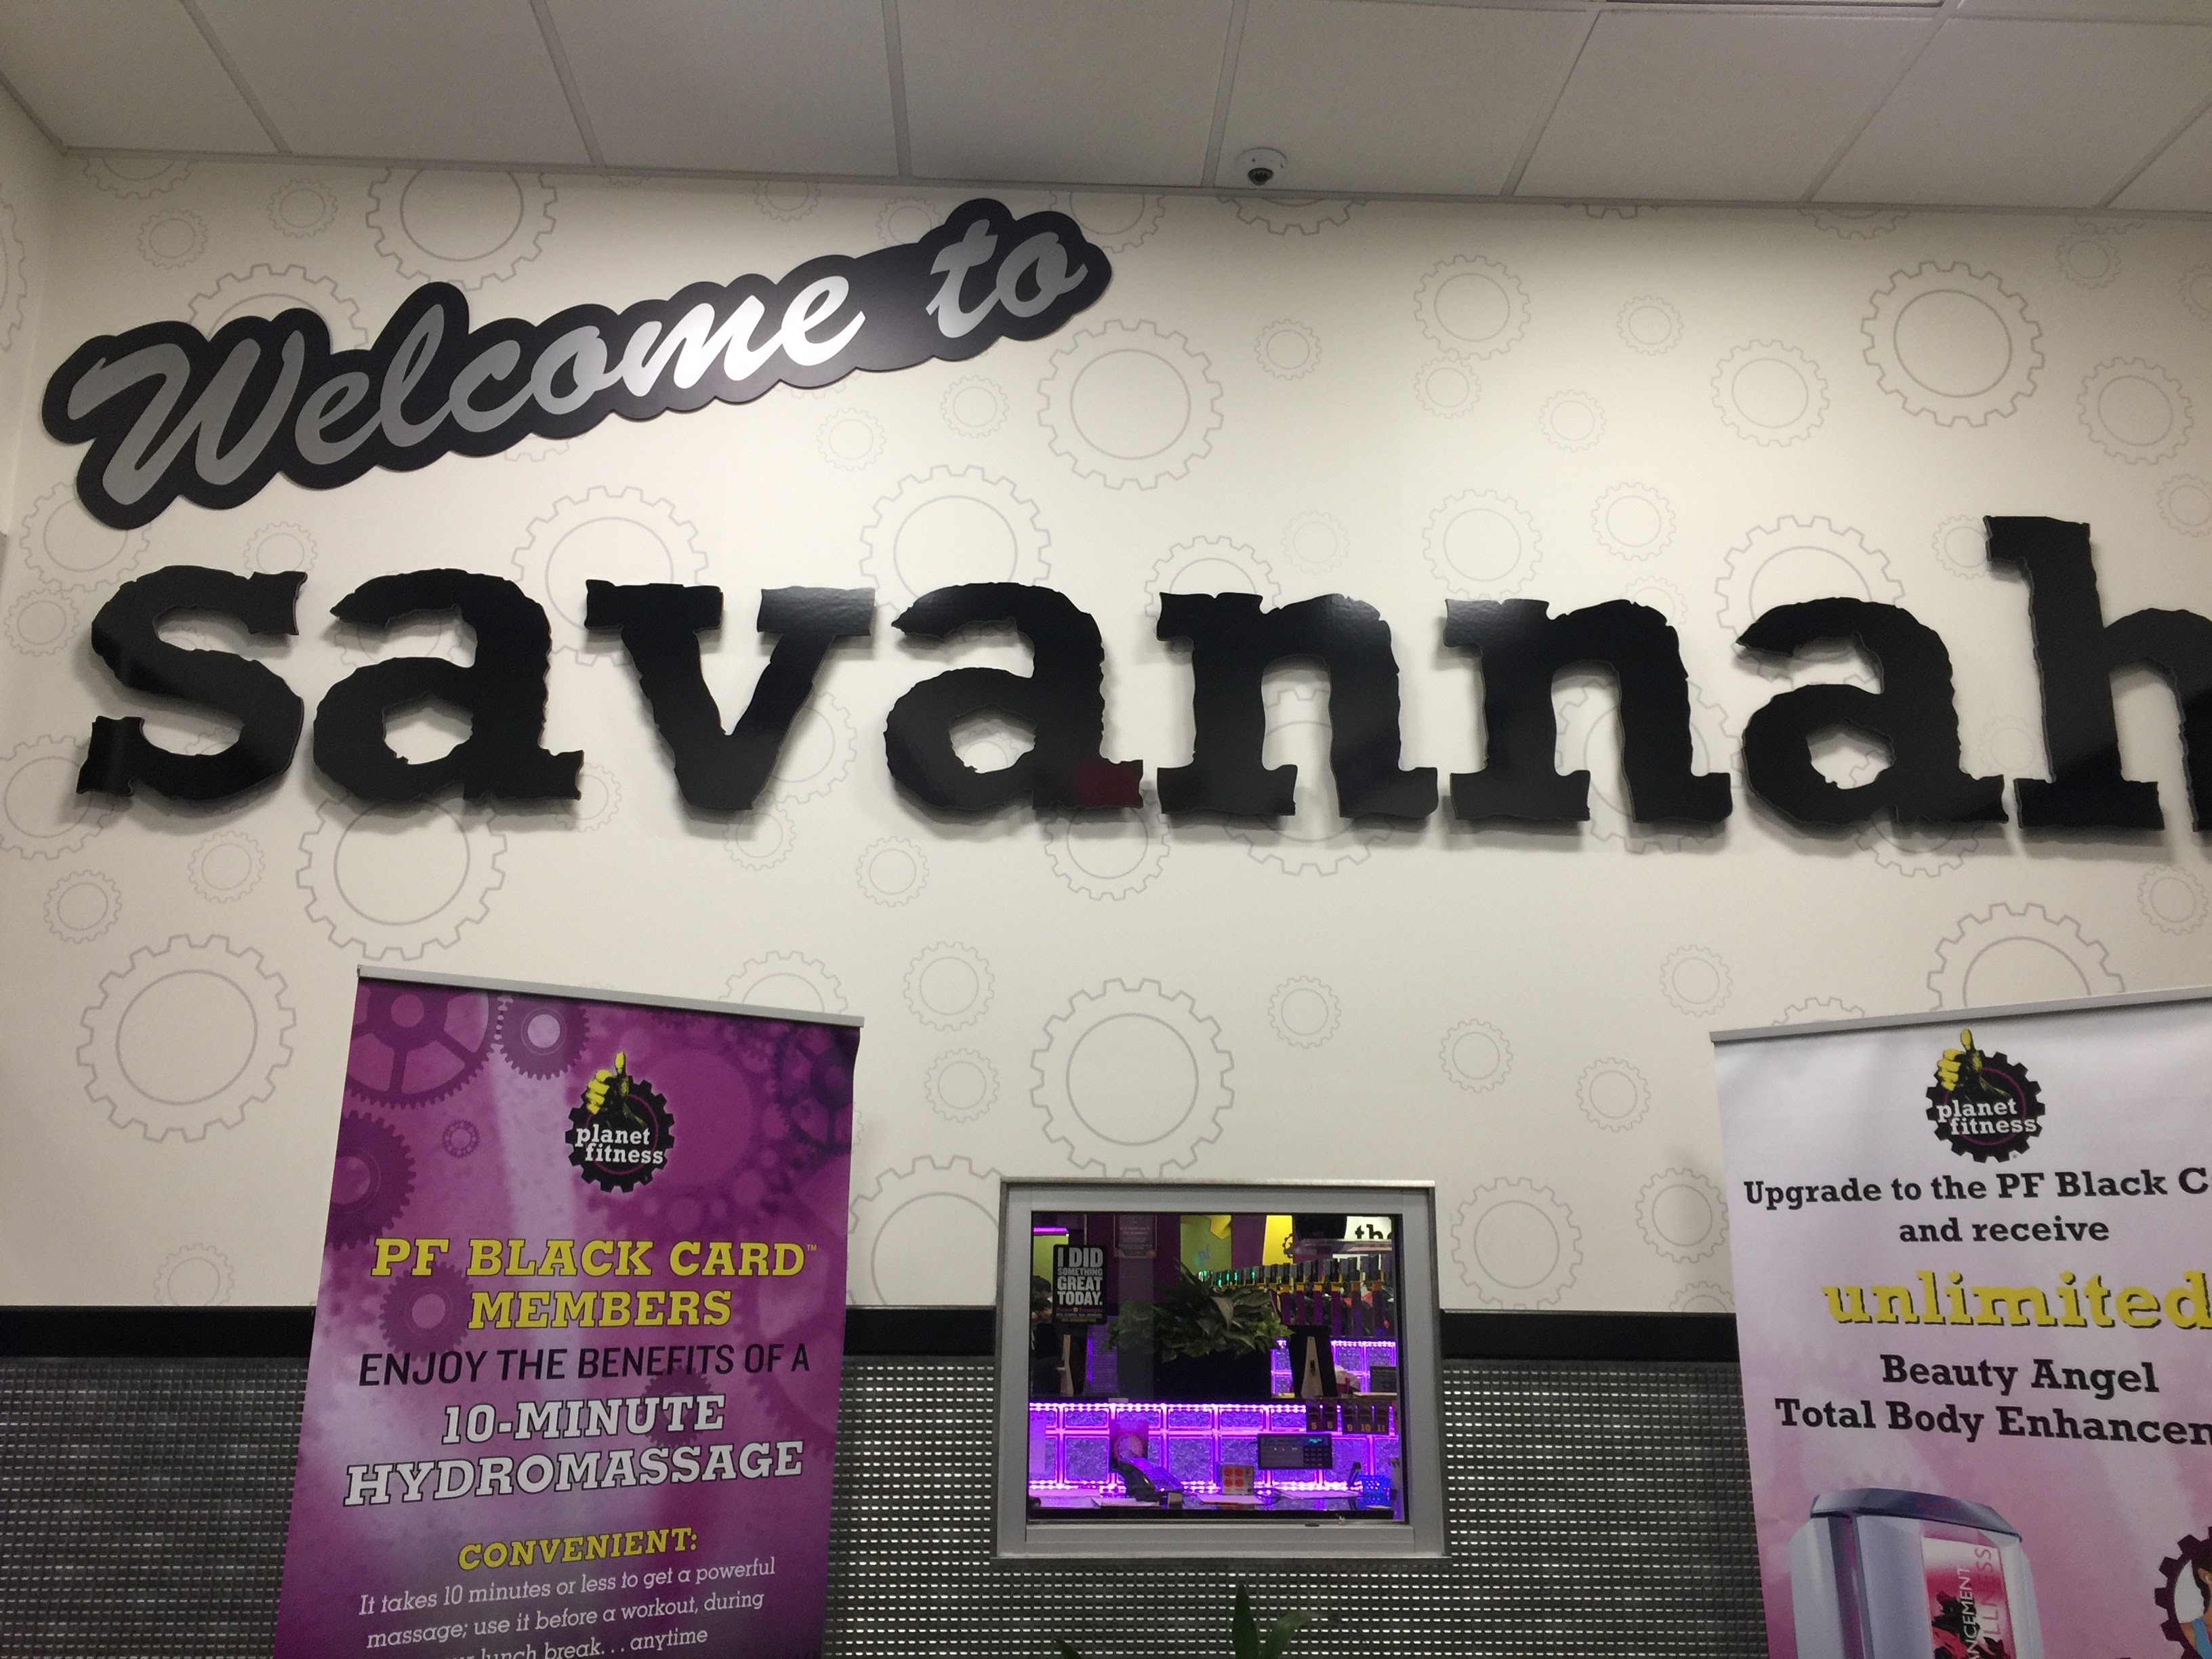 Welcome to
savannah
planet
fitness
PF BLACK CARD™
MEMBERS
ENJOY THE BENEFITS OF A
10-MINUTE
HYDROMASSAGE
CONVENIENT:
It takes 10 minutes or less to get a powerful
massage; use it before a workout, during
lunch break. . . anytime
I DID
SOMETHING
GREAT
TODAY.
the
planet
fitness
Upgrade to the PF Black C
and receive
unlimited
Beauty Angel
Total Body Enhancem